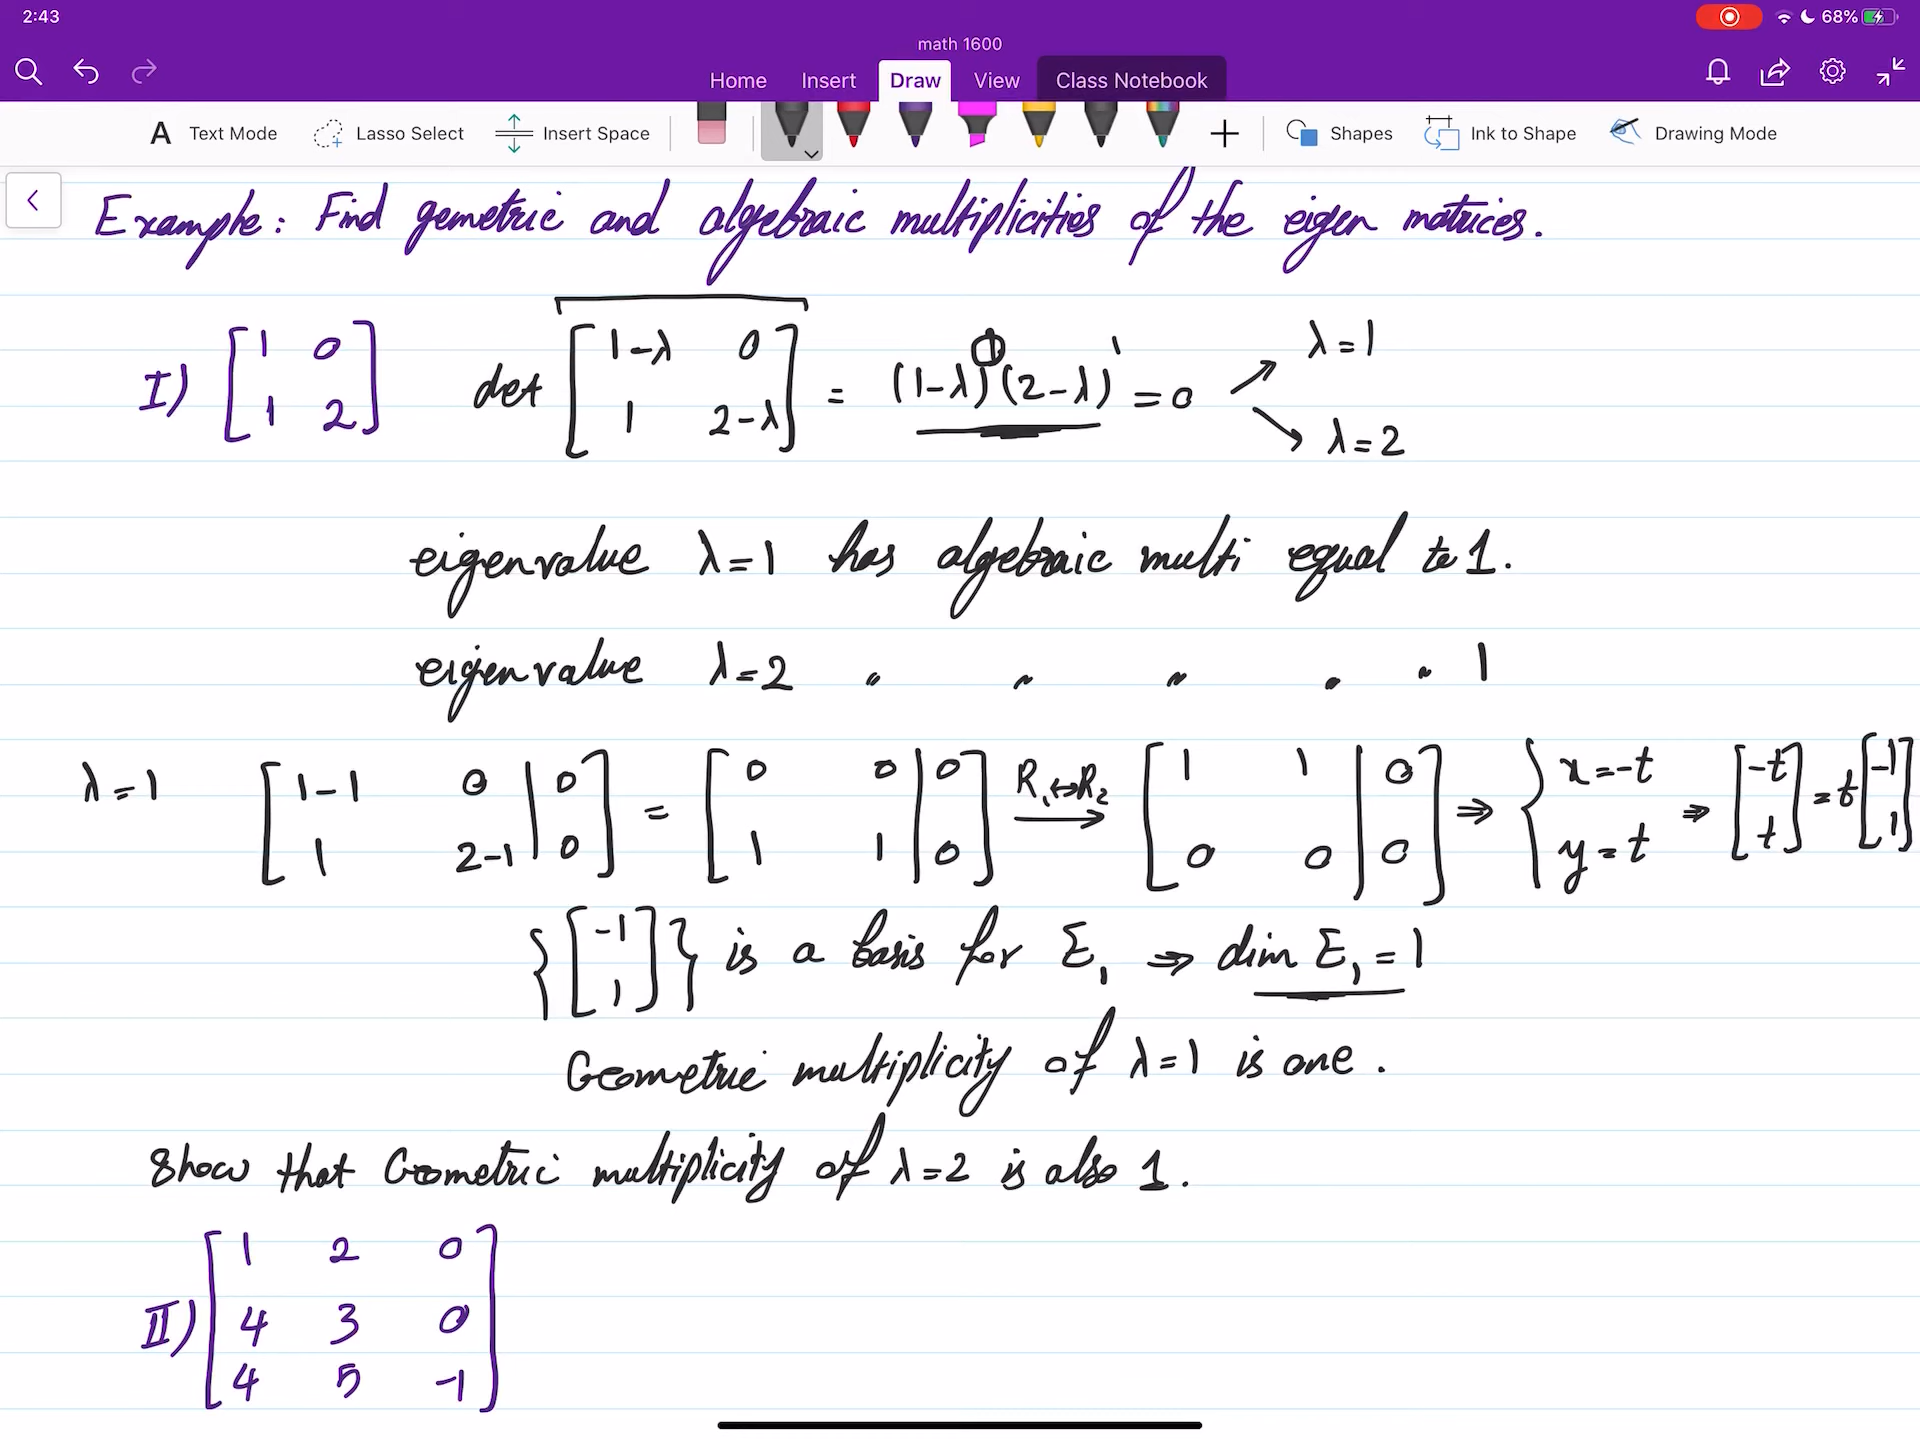 2:43
68%
math 1600
Home Insert Draw View Class Notebook
A Text Mode Lasso Select Insert Space Shapes Ink to Shape Drawing Mode
Example: Find gemetric and algebraic multiplicities of the eigen matrices.
I) [1 0; 1 2] det [1-λ 0; 1 2-λ] = (1-λ)^1 (2-λ)^1 = 0 ↗ λ=1 ↘ λ=2
eigenvalue λ=1 has algebraic multi equal to 1.
eigenvalue λ=2 " " " " " 1
λ=1 [1-1 0 | 0; 1 2-1 | 0] = [0 0 | 0; 1 1 | 0] R₁↔R₂ → [1 1 | 0; 0 0 | 0] ⇒ { x=-t; y=t ⇒ [-t; t] = t [-1; 1]
{[-1; 1]} is a basis for E₁ ⇒ dim E₁ = 1
Geometric multiplicity of λ=1 is one.
Show that Geometric multiplicity of λ=2 is also 1.
II) [1 2 0; 4 3 0; 4 5 -1]